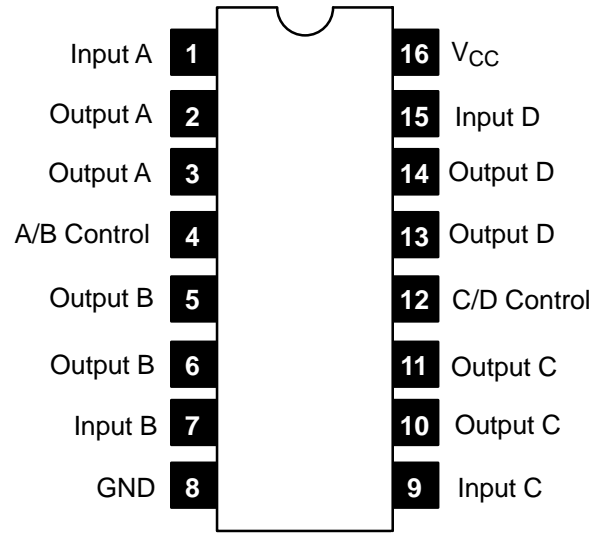 Input A 1 16 VCC
Output A 2 15 Input D
Output A 3 14 Output D
A/B Control 4 13 Output D
Output B 5 12 C/D Control
Output B 6 11 Output C
Input B 7 10 Output C
GND 8 9 Input C